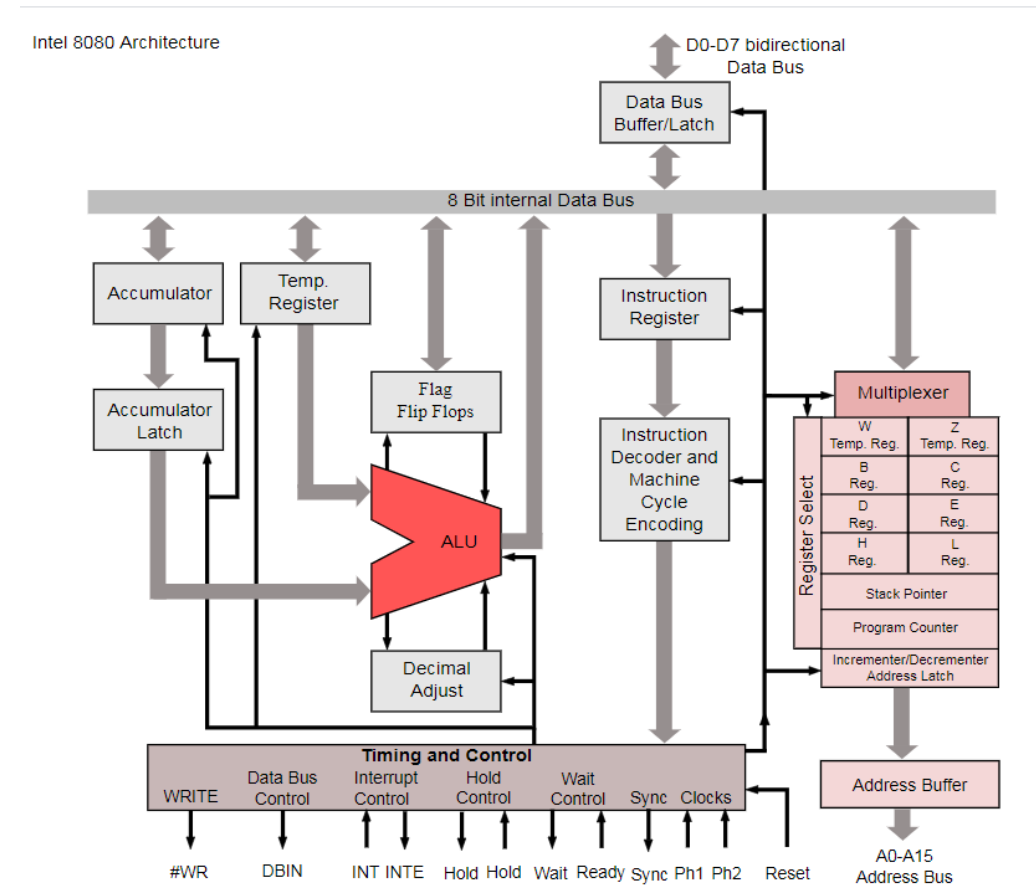 Intel 8080 Architecture
D0-D7 bidirectional
Data Bus
Data Bus
Buffer/Latch
8 Bit internal Data Bus
Accumulator
Temp.
Register
Instruction
Register
Flag
Flip Flops
Multiplexer
Accumulator
Latch
Instruction
Decoder and
Machine
Cycle
Encoding
Register Select
W
Temp. Reg.
Z
Temp. Reg.
B
Reg.
C
Reg.
D
Reg.
E
Reg.
H
Reg.
L
Reg.
Stack Pointer
Program Counter
Incrementer/Decrementer
Address Latch
ALU
Decimal
Adjust
Timing and Control
WRITE
Data Bus
Control
Interrupt
Control
Hold
Control
Wait
Control
Sync
Clocks
Address Buffer
#WR
DBIN
INT
INTE
Hold
Hold
Wait
Ready
Sync
Ph1
Ph2
Reset
A0-A15
Address Bus